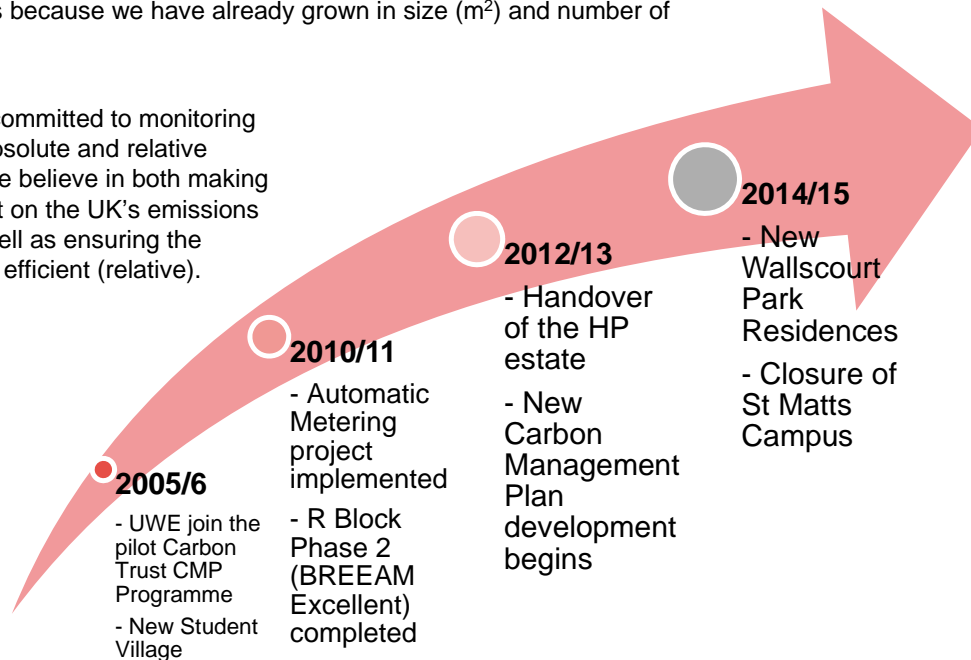 s because we have already grown in size (m²) and number of
committed to monitoring
bsolute and relative
e believe in both making
t on the UK's emissions
ell as ensuring the
efficient (relative).
2005/6
- UWE join the
pilot Carbon
Trust CMP
Programme
- New Student
Village
2010/11
- Automatic
Metering
project
implemented
- R Block
Phase 2
(BREEAM
Excellent)
completed
2012/13
- Handover
of the HP
estate
- New
Carbon
Management
Plan
development
begins
2014/15
- New
Wallscourt
Park
Residences
- Closure of
St Matts
Campus